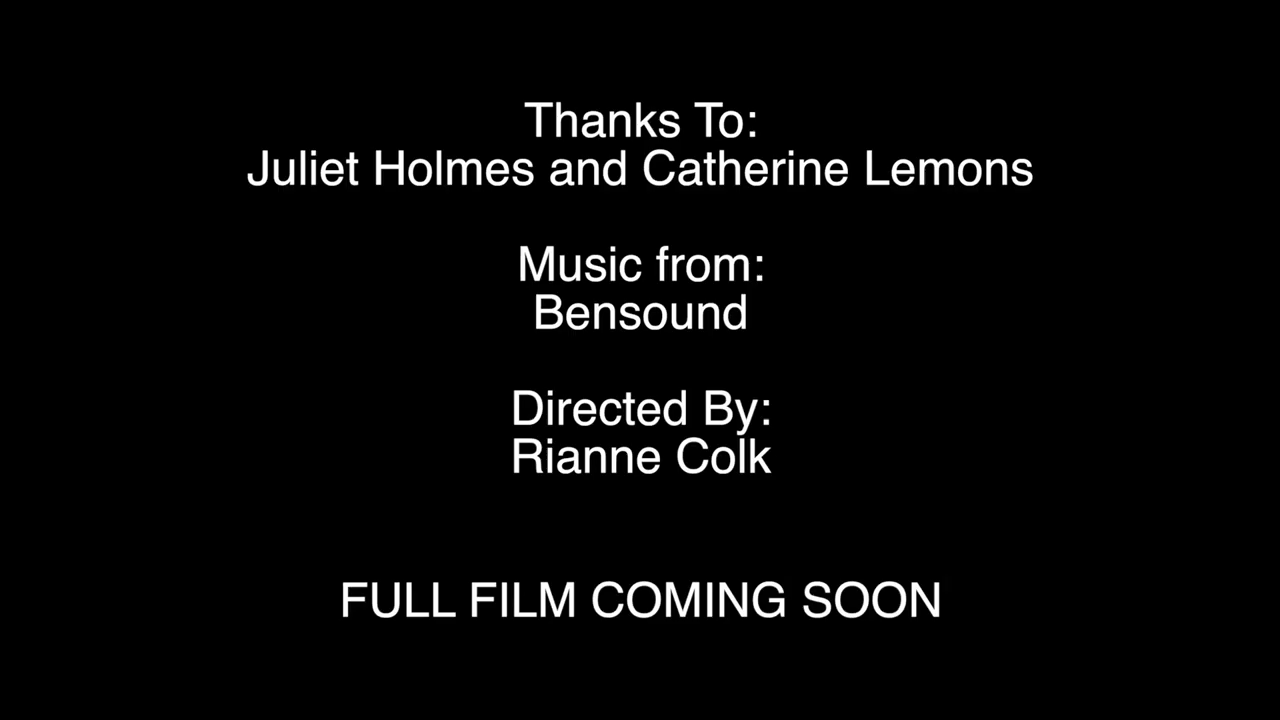 Thanks To:
Juliet Holmes and Catherine Lemons
Music from:
Bensound
Directed By:
Rianne Colk
FULL FILM COMING SOON